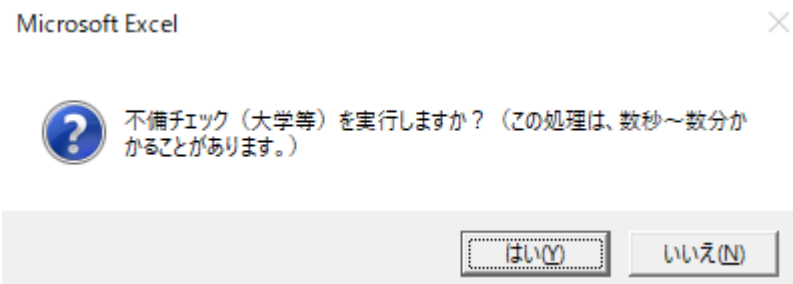 Microsoft Excel
不備チェック（大学等）を実行しますか？（この処理は、数秒～数分か
かることがあります。）
はい(Y) いいえ(N)